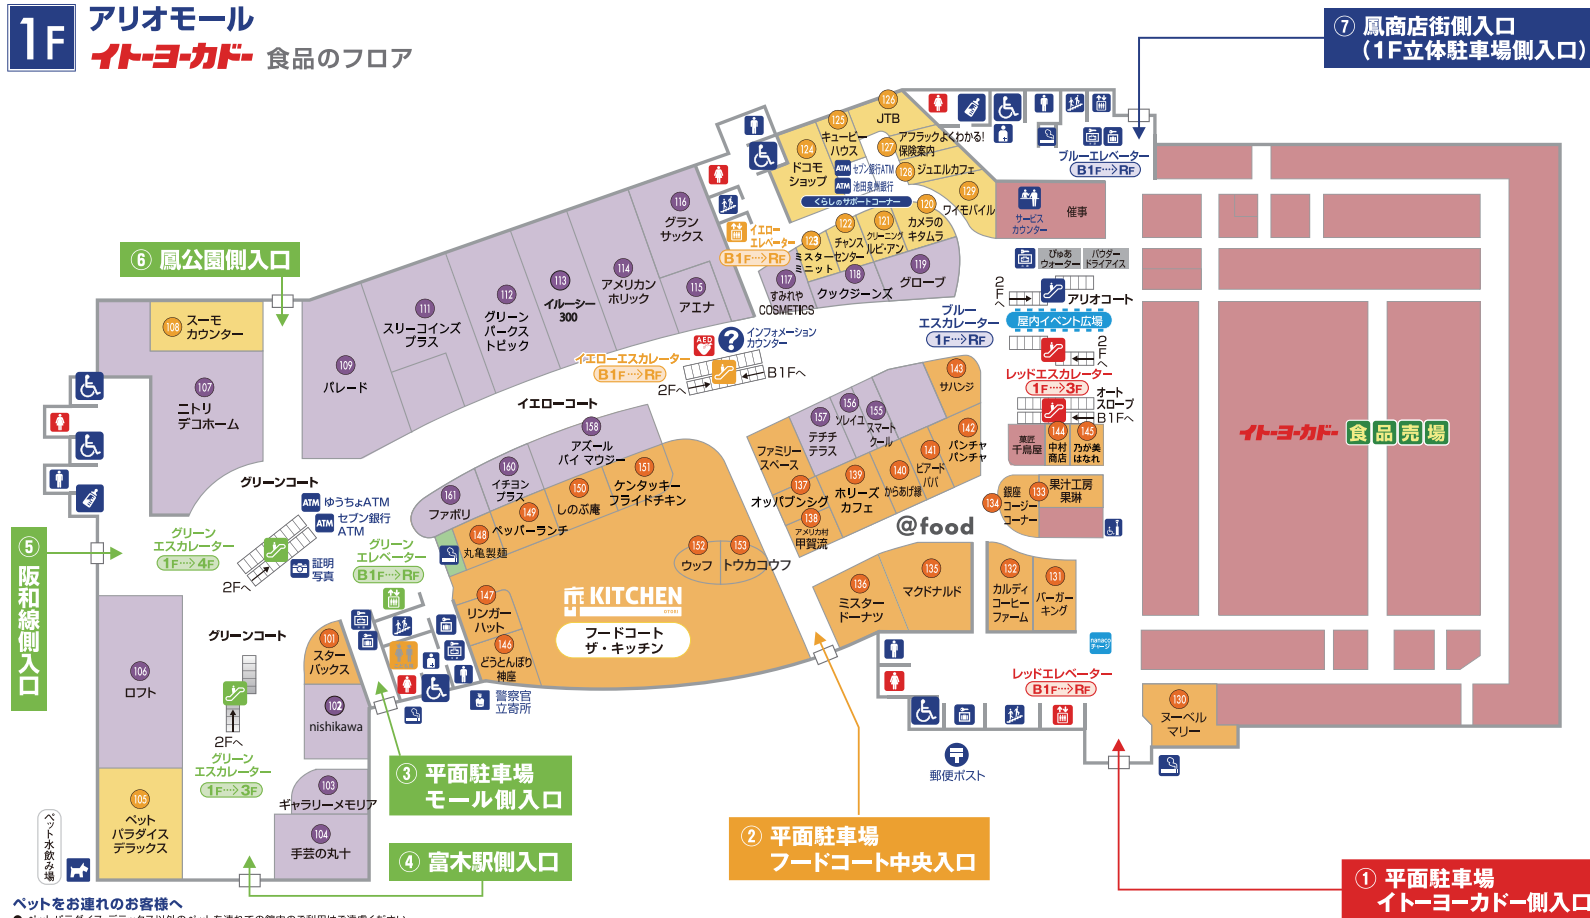 1F
アリオモール
イトーヨーカドー 食品のフロア
⑦ 鳳商店街側入口
(1F立体駐車場側入口)
126
JTB
125
キュービー
ハウス
127
アフラックよくわかる!
保険案内
124
ドコモ
ショップ
ATM セブン銀行ATM
ATM 池田泉州銀行
128
ジュエルカフェ
129
ワイモバイル
くらしのサポートコーナー
ブルーエレベーター
B1F…>RF
サービス
カウンター
催事
120
カメラの
キタムラ
121
クリーニング
ルビ・アン
122
チャンス
センター
123
ミスター
ミニット
116
グラン
サックス
イエロー
エレベーター
B1F…>RF
117
すみれや
COSMETICS
118
クックジーンズ
119
グローブ
ぴゅあ
ウォーター
パウダー
ドライアイス
⑥ 鳳公園側入口
114
アメリカン
ホリック
115
アエナ
113
イルーシー
300
112
グリーン
パークス
トピック
111
スリーコインズ
プラス
109
パレード
108
スーモ
カウンター
107
ニトリ
デコホーム
2Fへ
アリオコート
屋内イベント広場
ブルー
エスカレーター
1F…>RF
2Fへ
レッドエスカレーター
1F…>3F
オート
スロープ
B1Fへ
AED
?
インフォメーション
カウンター
イエローエスカレーター
B1F…>RF
2Fへ
B1Fへ
イエローコート
143
サハンジ
142
パンチャ
パンチャ
156
ソレイユ
155
スマート
クール
157
テチチ
テラス
ファミリー
スペース
141
ビアード
パパ
140
からあげ縁
139
ホリーズ
カフェ
137
オッパブンシグ
138
アメリカ村
甲賀流
菓匠
千鳥屋
144
中村
商店
145
乃が美
はなれ
イトーヨーカドー 食品売場
134
銀座
コージー
コーナー
133
果汁工房
果琳
@food
158
アズール
バイ マウジー
160
イチヨン
プラス
161
ファボリ
151
ケンタッキー
フライドチキン
150
しのぶ庵
149
ペッパーランチ
148
丸亀製麺
152
ウッフ
153
トウカコウフ
147
リンガー
ハット
146
どうとんぼり
神座
KITCHEN
フードコート
ザ・キッチン
136
ミスター
ドーナツ
135
マクドナルド
132
カルディ
コーヒー
ファーム
131
バーガー
キング
nanaco
チャージ
レッドエレベーター
B1F…>RF
130
ヌーベル
マリー
郵便ポスト
グリーンコート
ATM ゆうちょATM
ATM セブン銀行
ATM
証明
写真
グリーン
エスカレーター
1F…>4F
2Fへ
グリーン
エレベーター
B1F…>RF
⑤ 阪和線側入口
106
ロフト
グリーンコート
101
スター
バックス
102
nishikawa
2Fへ
グリーン
エスカレーター
1F…>3F
103
ギャラリーメモリア
104
手芸の丸十
105
ペット
パラダイス
デラックス
警察官
立寄所
ペット水飲み場
③ 平面駐車場
モール側入口
④ 富木駅側入口
② 平面駐車場
フードコート中央入口
① 平面駐車場
イトーヨーカドー側入口
ペットをお連れのお客様へ